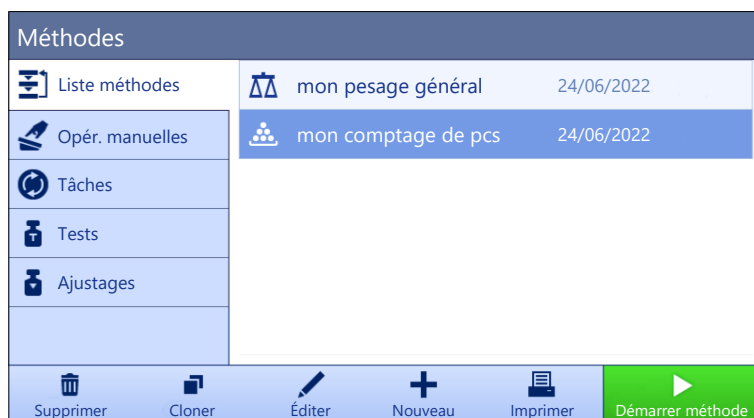 Méthodes
Liste méthodes
Opér. manuelles
Tâches
Tests
Ajustages
mon pesage général 24/06/2022
mon comptage de pcs 24/06/2022
Supprimer Cloner Éditer Nouveau Imprimer Démarrer méthode